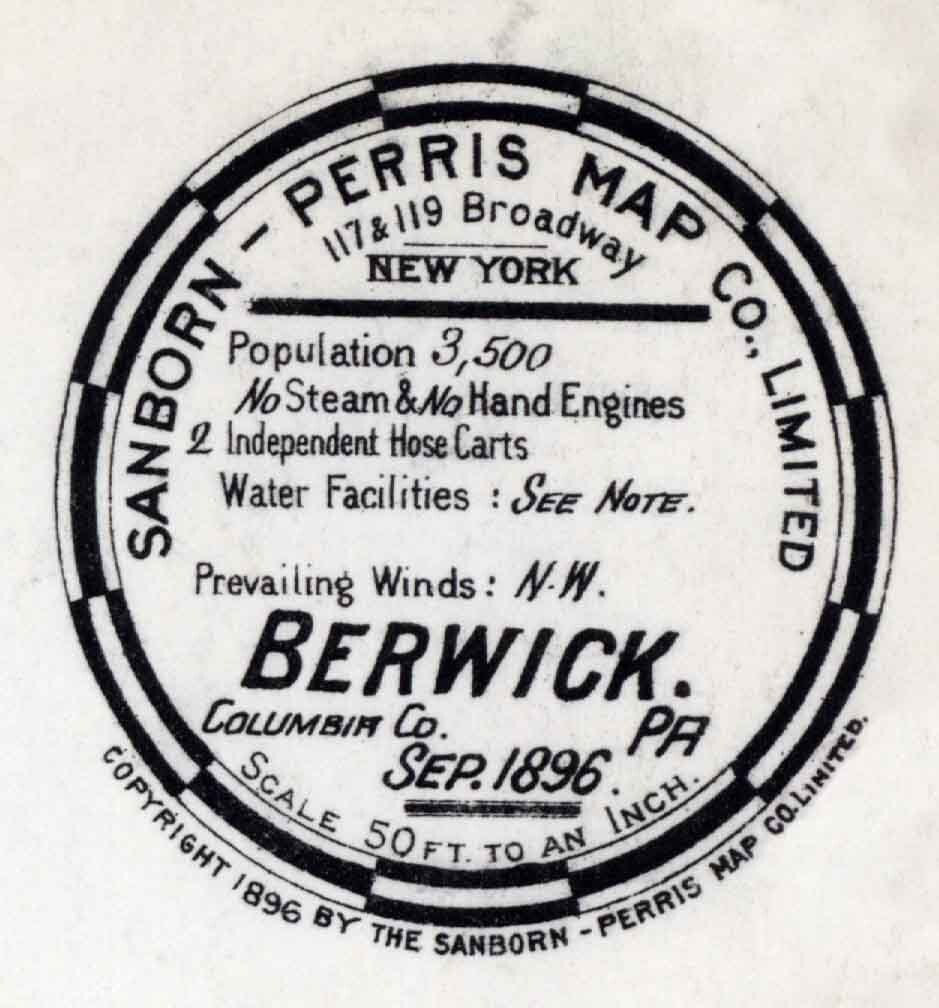 SANBORN - PERRIS MAP CO., LIMITED
117 & 119 Broadway
NEW YORK
Population 3,500
No Steam & No Hand Engines
2 Independent Hose Carts
Water Facilities : SEE NOTE.
Prevailing Winds : N.W.
BERWICK.
COLUMBIA CO. PA
SEP. 1896.
SCALE 50 FT. TO AN INCH.
COPYRIGHT 1896 BY THE SANBORN - PERRIS MAP CO. LIMITED.